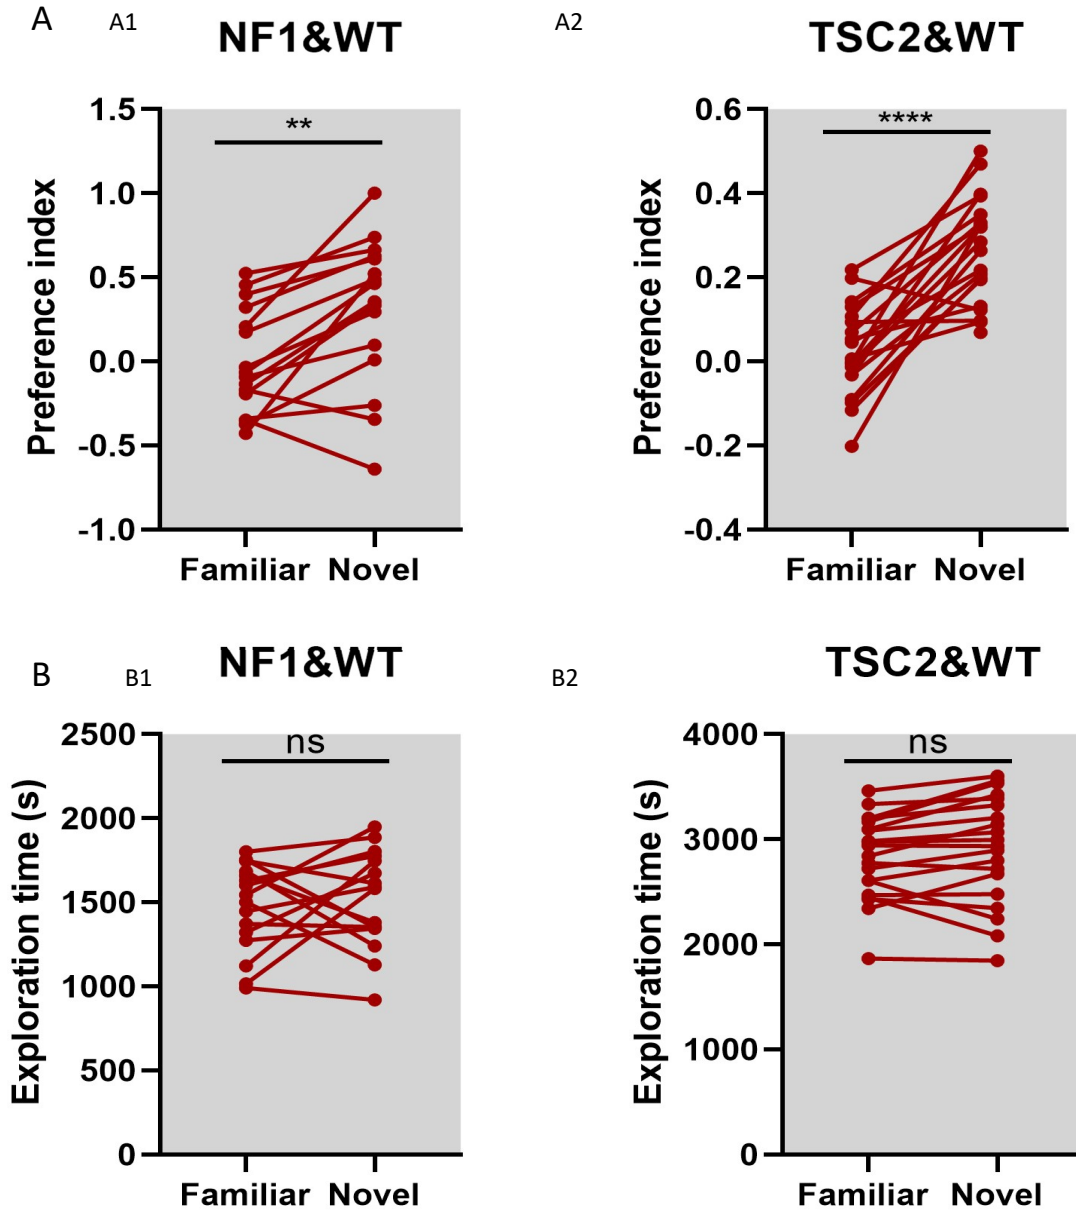 A
A1
NF1&WT
A2
TSC2&WT
Preference index
1.5
1.0
0.5
0.0
-0.5
-1.0
**
Familiar Novel
Preference index
0.6
0.4
0.2
0.0
-0.2
-0.4
****
Familiar Novel
B
B1
NF1&WT
B2
TSC2&WT
Exploration time (s)
2500
2000
1500
1000
500
0
ns
Familiar Novel
Exploration time (s)
4000
3000
2000
1000
0
ns
Familiar Novel